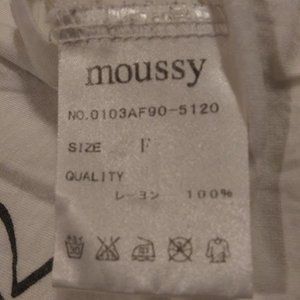 moussy
NO.0103AF90-5120
SIZE F
QUALITY
レーヨン 100%